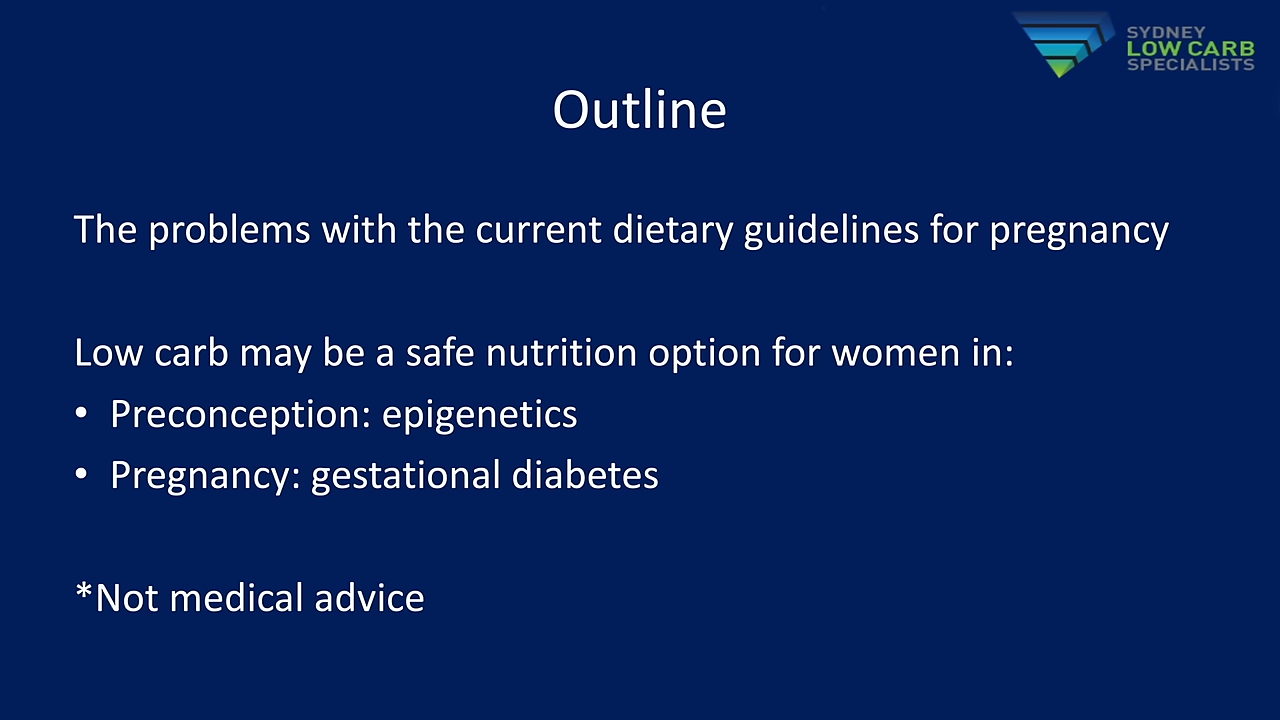 SYDNEY
LOW CARB
SPECIALISTS
Outline
The problems with the current dietary guidelines for pregnancy
Low carb may be a safe nutrition option for women in:
• Preconception: epigenetics
• Pregnancy: gestational diabetes
*Not medical advice